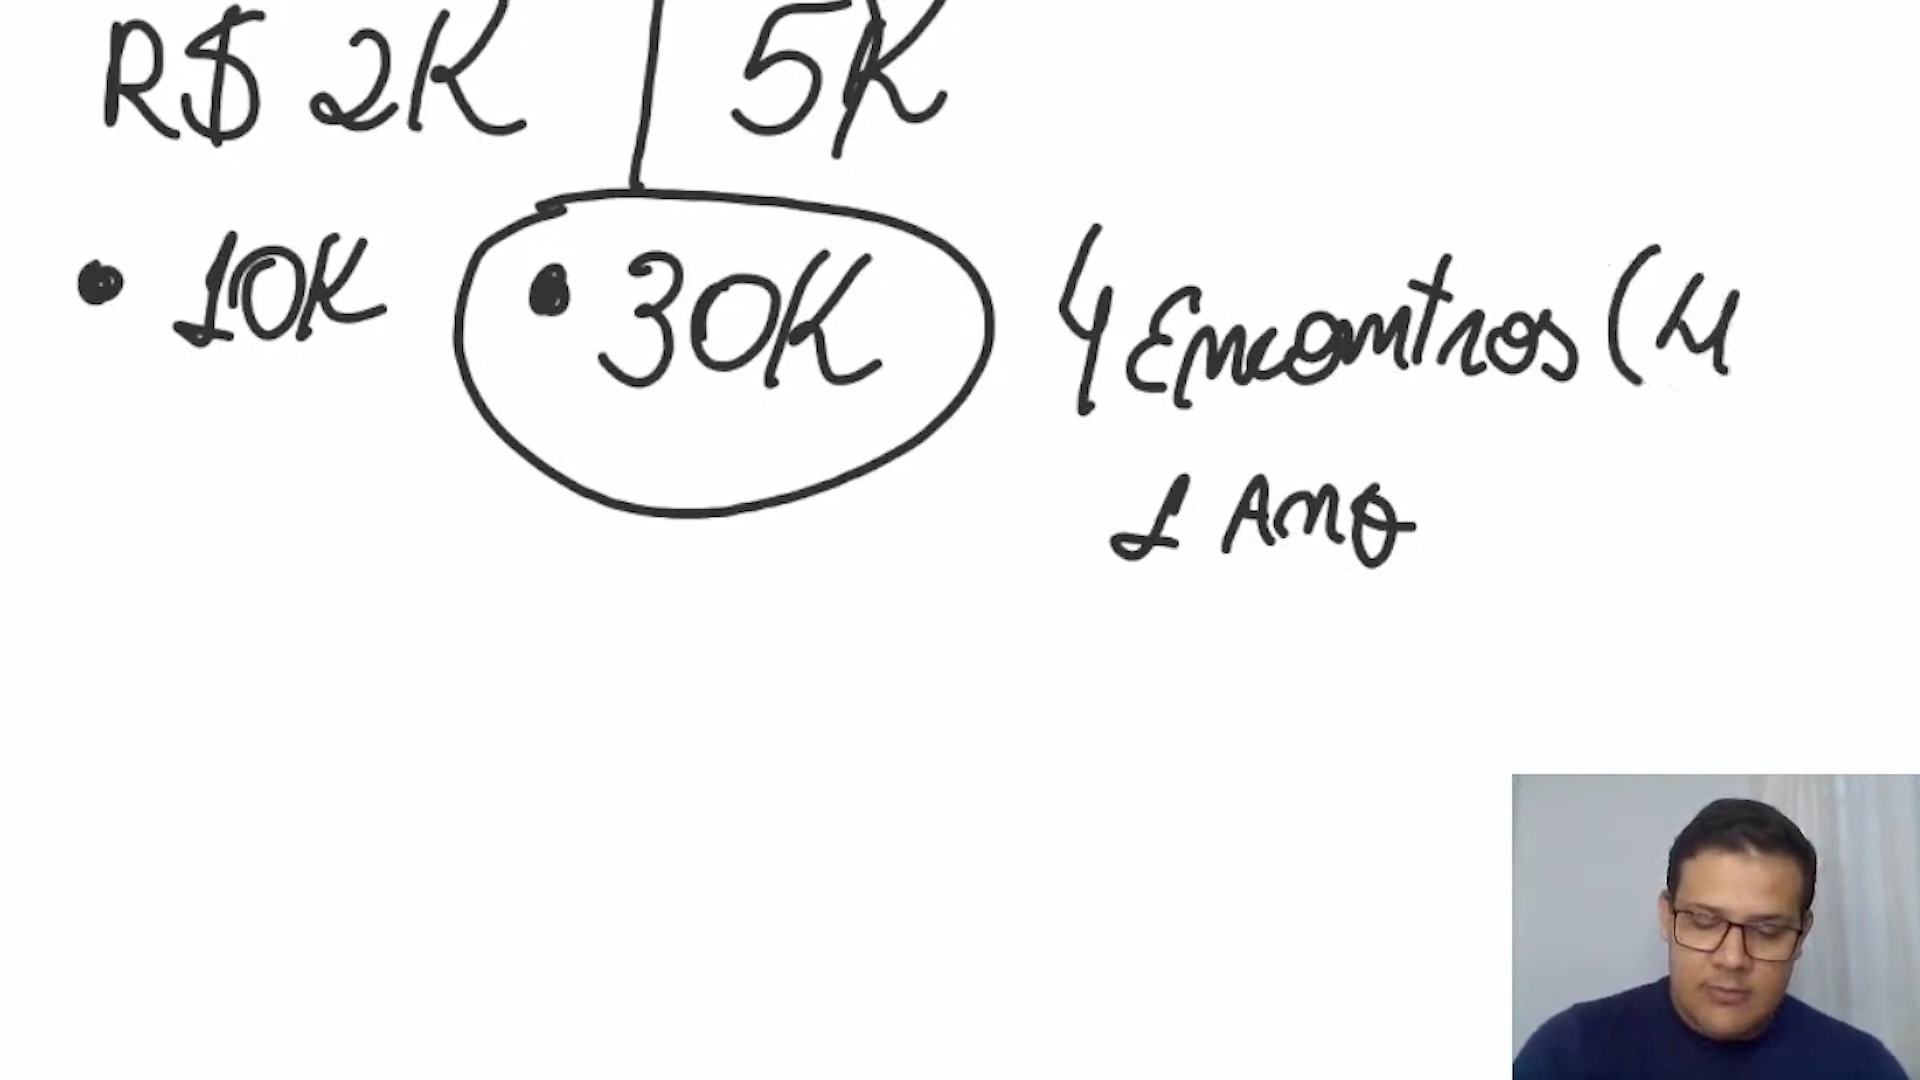 R$ 2K | 5K
• 10K • 30K 4 Encontros (
1 Ano